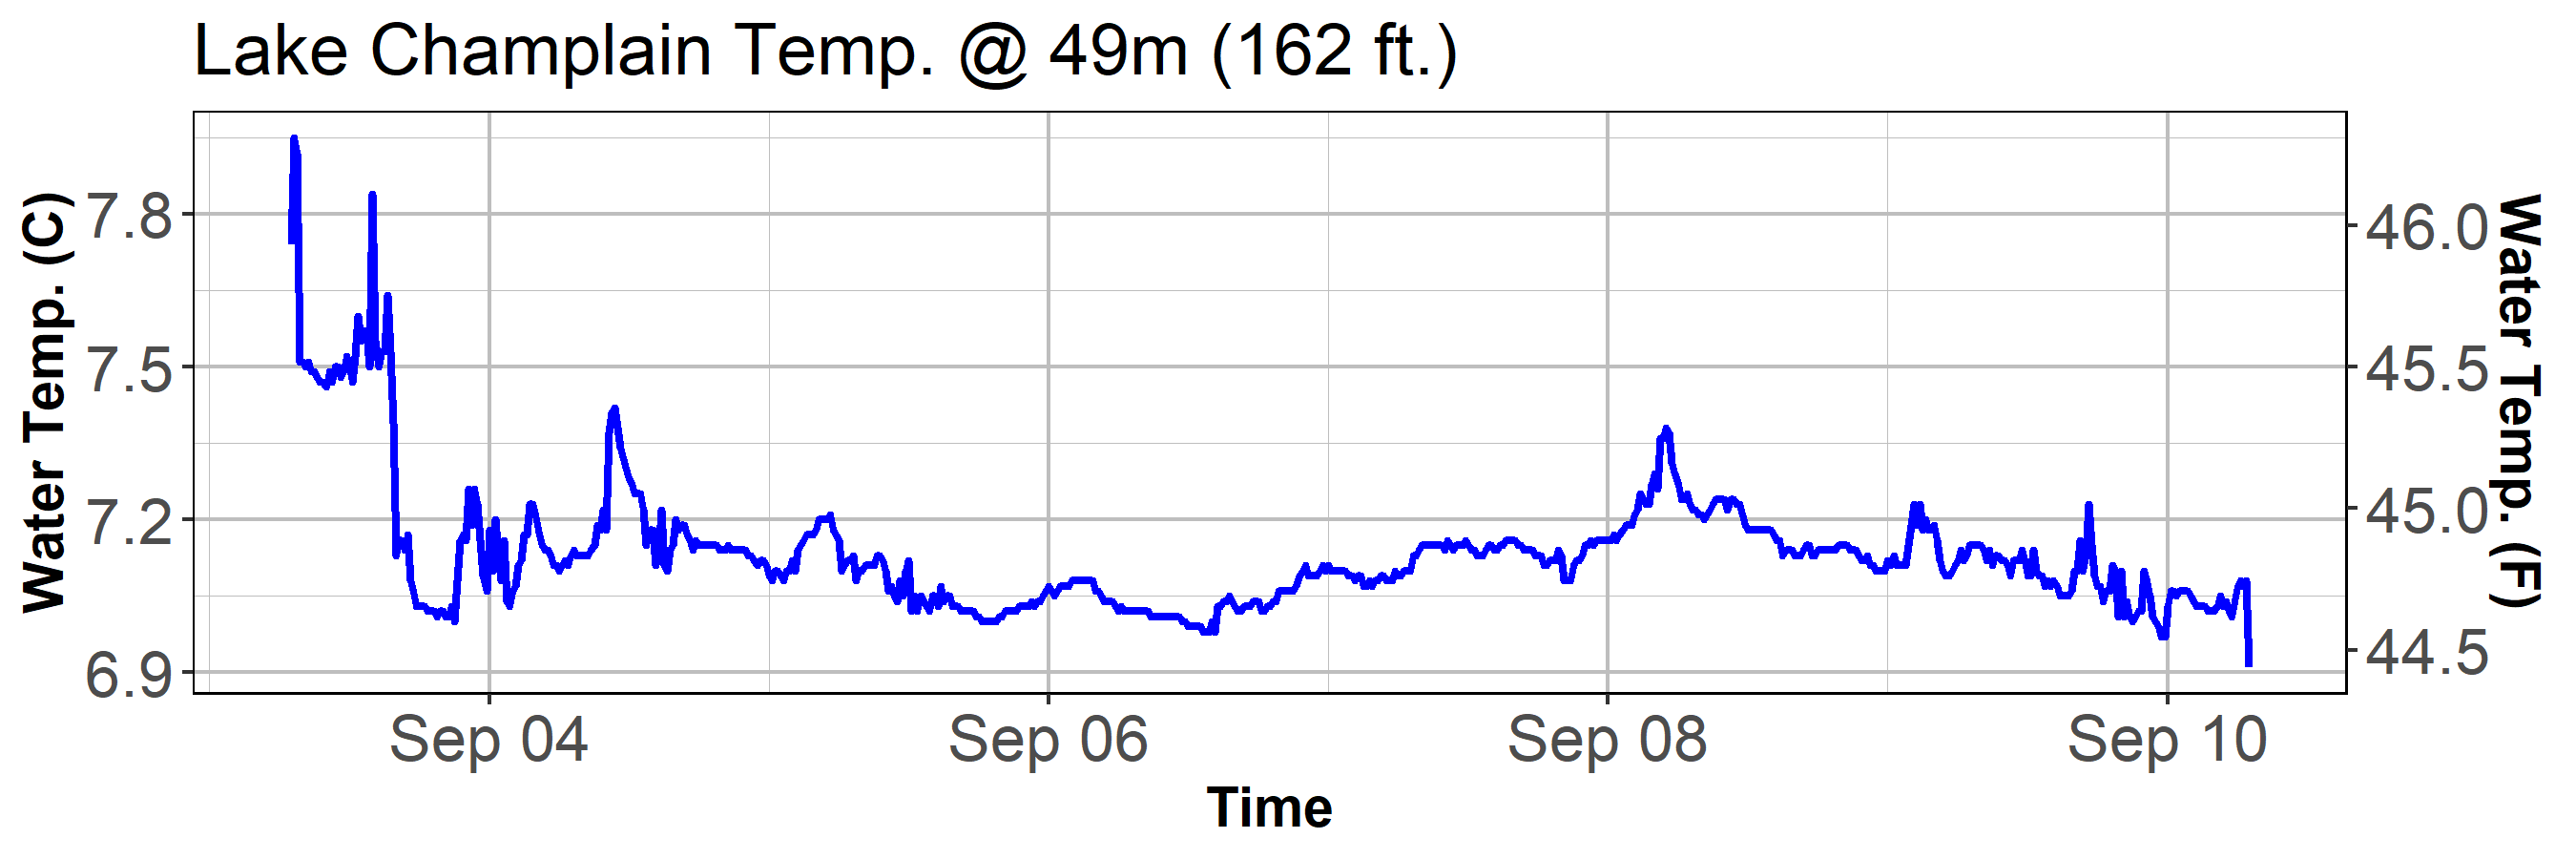 Lake Champlain Temp. @ 49m (162 ft.)
Water Temp. (C)
7.8
7.5
7.2
6.9
46.0
45.5
45.0
44.5
Water Temp. (F)
Sep 04
Sep 06
Sep 08
Sep 10
Time